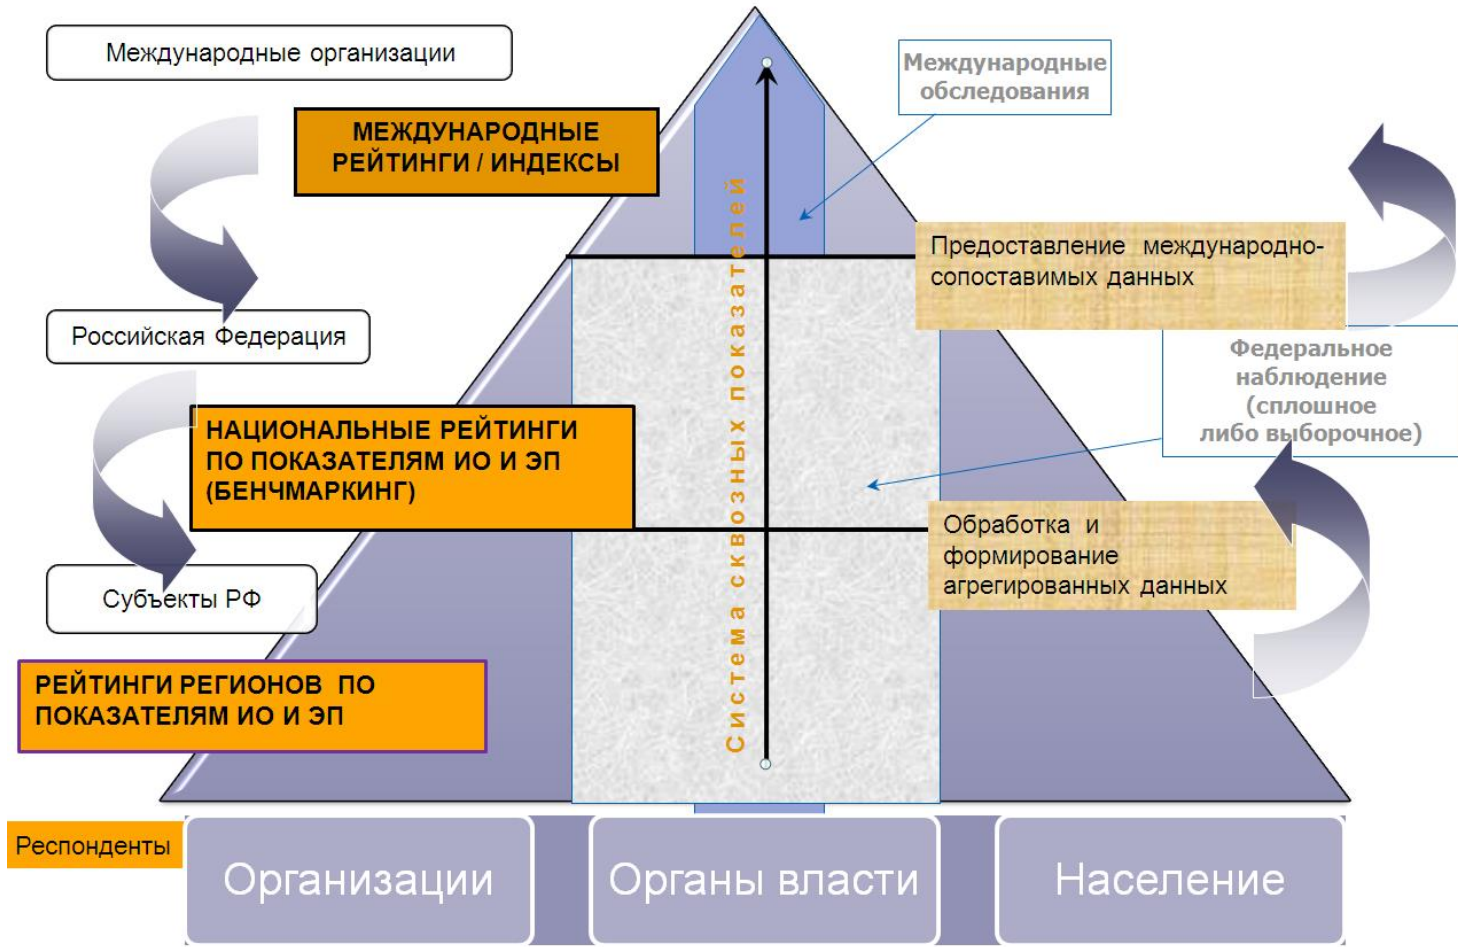 Международные организации
Международные
обследования
МЕЖДУНАРОДНЫЕ
РЕЙТИНГИ / ИНДЕКСЫ
Предоставление международно-
сопоставимых данных
Российская Федерация
Федеральное
наблюдение
(сплошное
либо выборочное)
НАЦИОНАЛЬНЫЕ РЕЙТИНГИ
ПО ПОКАЗАТЕЛЯМ ИО И ЭП
(БЕНЧМАРКИНГ)
Система сквозных показателей
Обработка и
формирование
агрегированных данных
Субъекты РФ
РЕЙТИНГИ РЕГИОНОВ ПО
ПОКАЗАТЕЛЯМ ИО И ЭП
Респонденты
Организации
Органы власти
Население